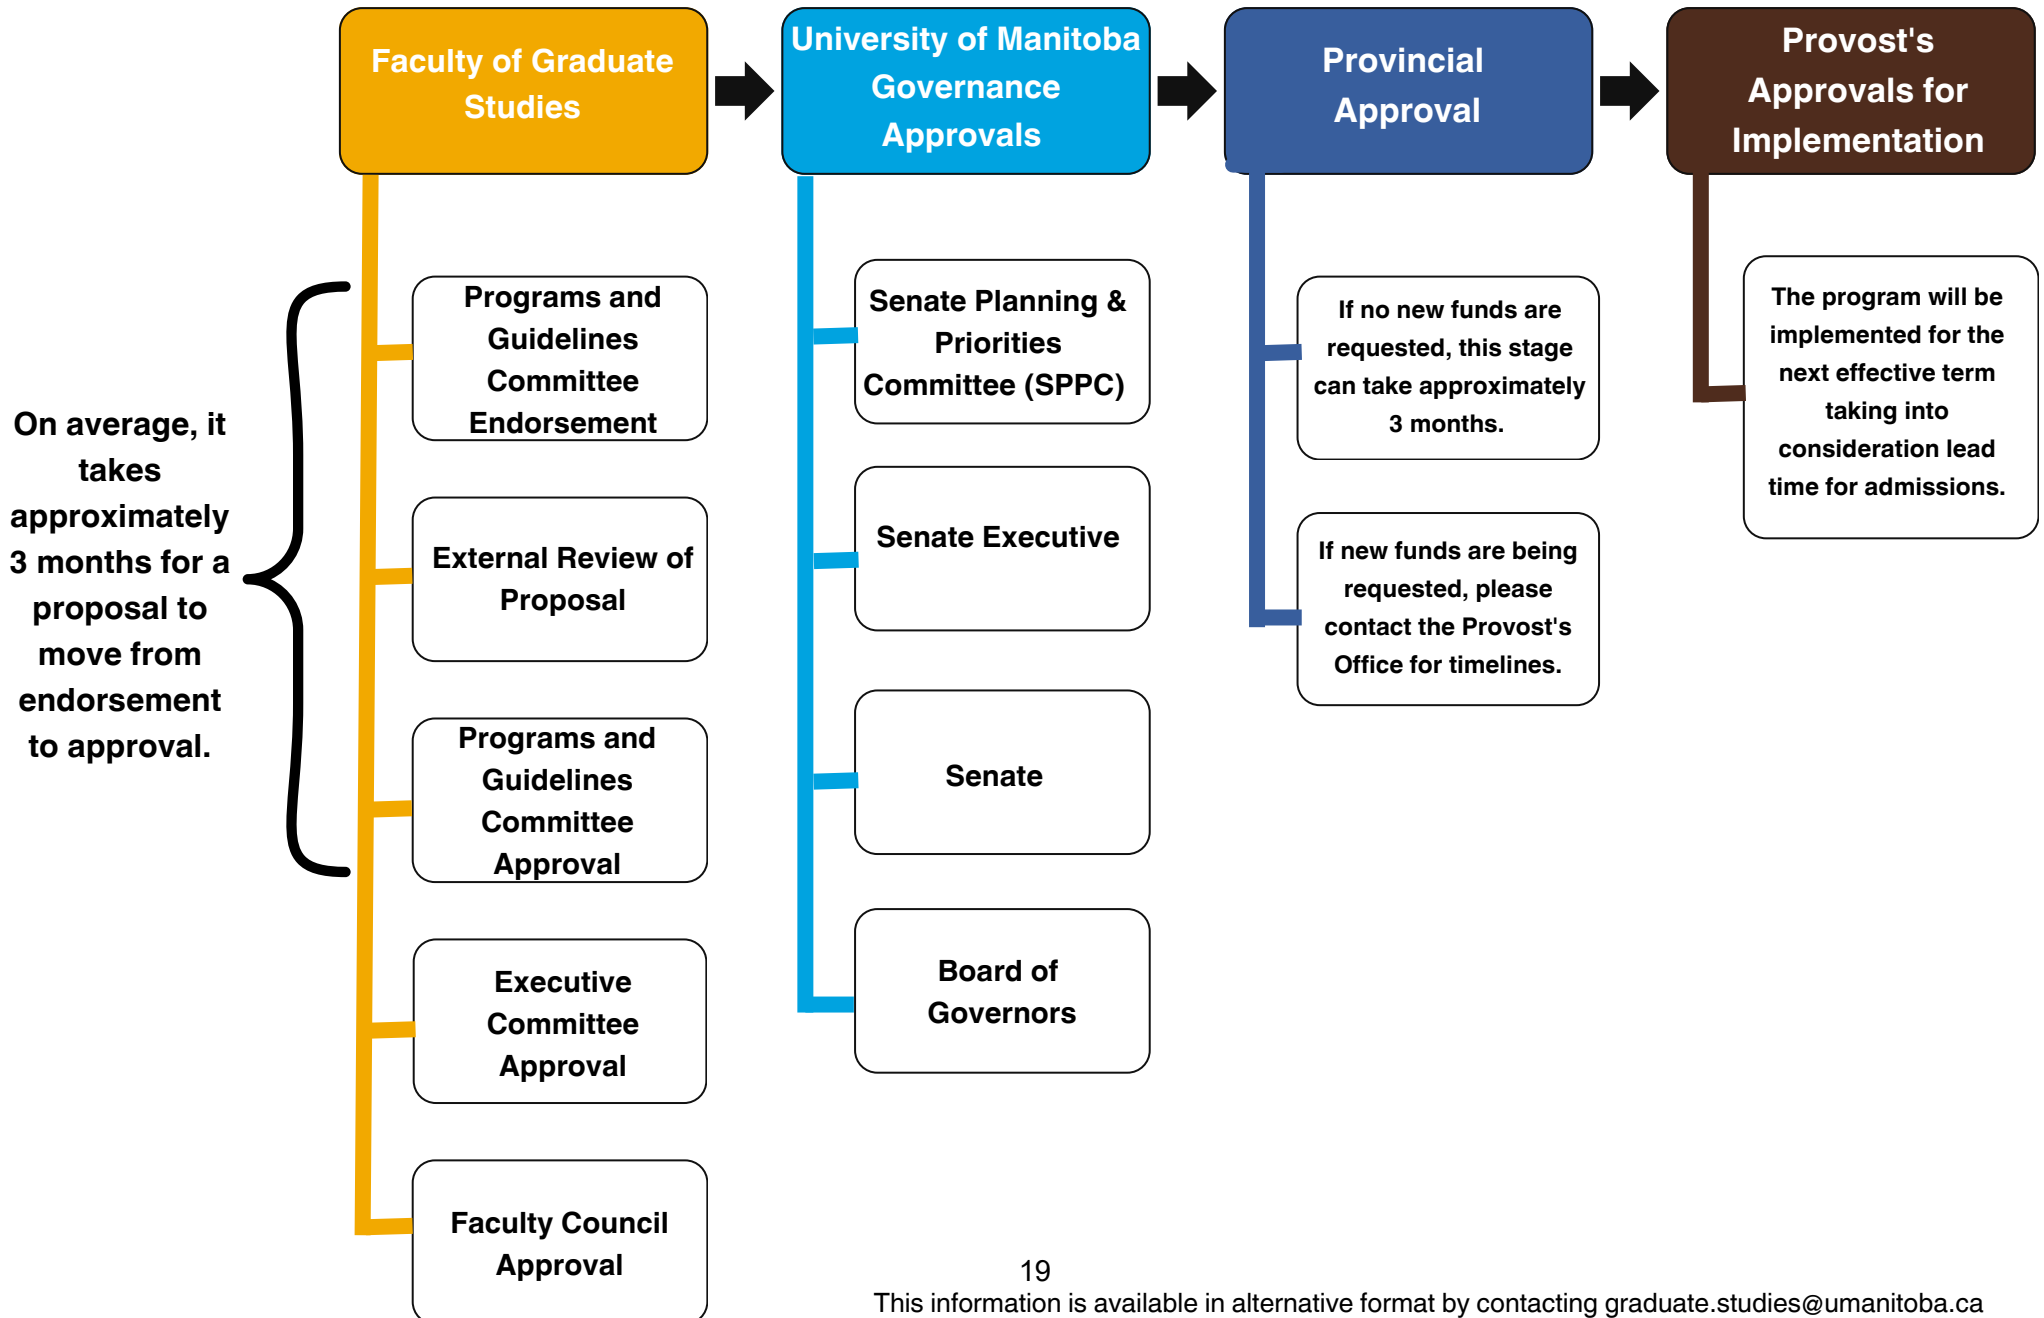 Faculty of Graduate
Studies
University of Manitoba
Governance
Approvals
Provincial
Approval
Provost's
Approvals for
Implementation
On average, it
takes
approximately
3 months for a
proposal to
move from
endorsement
to approval.
Programs and
Guidelines
Committee
Endorsement
External Review of
Proposal
Programs and
Guidelines
Committee
Approval
Executive
Committee
Approval
Faculty Council
Approval
Senate Planning &
Priorities
Committee (SPPC)
Senate Executive
Senate
Board of
Governors
If no new funds are
requested, this stage
can take approximately
3 months.
If new funds are being
requested, please
contact the Provost's
Office for timelines.
The program will be
implemented for the
next effective term
taking into
consideration lead
time for admissions.
19
This information is available in alternative format by contacting graduate.studies@umanitoba.ca